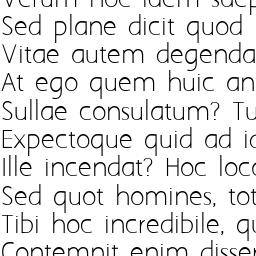 Verum hoc idem saep
Sed plane dicit quod
Vitae autem degenda
At ego quem huic an
Sullae consulatum? Tu
Expectoque quid ad id
Ille incendat? Hoc loco
Sed quot homines, tot
Tibi hoc incredibile, qu
Contemnit enim disser